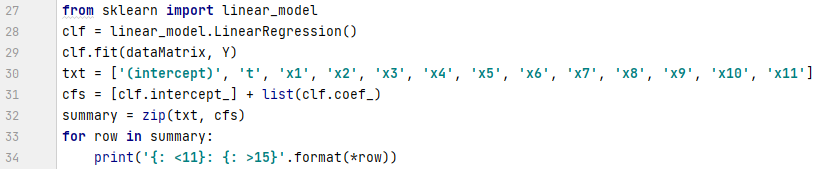 27 from sklearn import linear_model
28 clf = linear_model.LinearRegression()
29 clf.fit(dataMatrix, Y)
30 txt = ['(intercept)', 't', 'x1', 'x2', 'x3', 'x4', 'x5', 'x6', 'x7', 'x8', 'x9', 'x10', 'x11']
31 cfs = [clf.intercept_] + list(clf.coef_)
32 summary = zip(txt, cfs)
33 for row in summary:
34     print('{: <11}: {: >15}'.format(*row))